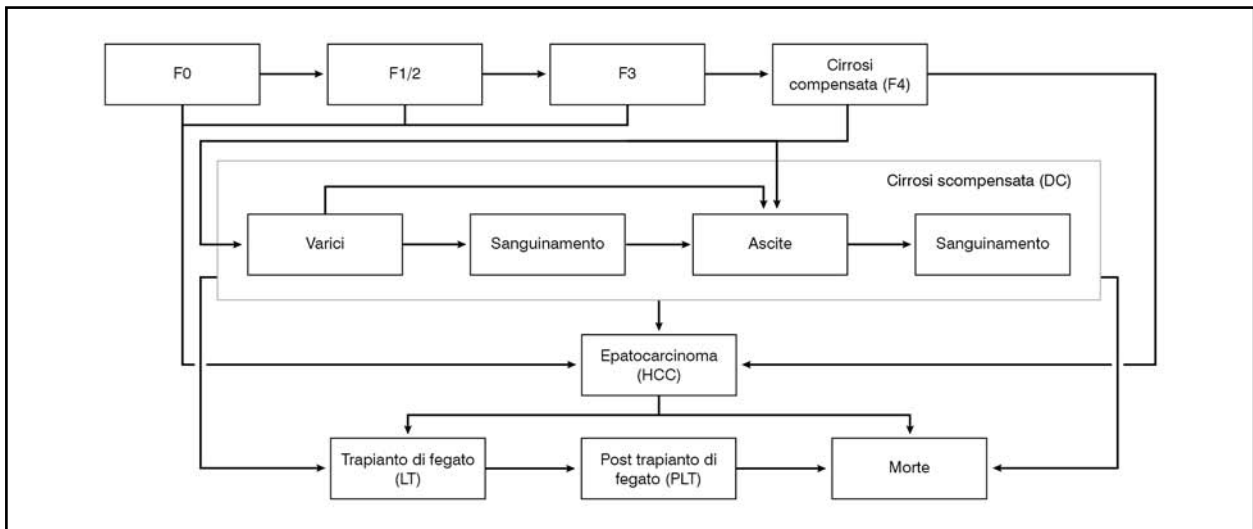 F0
F1/2
F3
Cirrosi
compensata (F4)
Cirrosi scompensata (DC)
Varici
Sanguinamento
Ascite
Sanguinamento
Epatocarcinoma
(HCC)
Trapianto di fegato
(LT)
Post trapianto di
fegato (PLT)
Morte